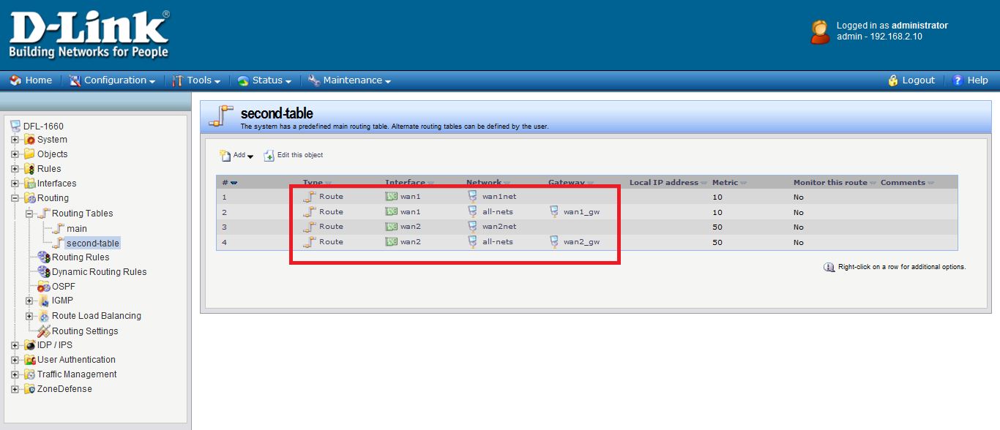 D-Link®
Building Networks for People
Logged in as administrator
admin - 192.168.2.10
Home Configuration Tools Status Maintenance Logout Help
DFL-1660
System
Objects
Rules
Interfaces
Routing
Routing Tables
main
second-table
Routing Rules
Dynamic Routing Rules
OSPF
IGMP
Route Load Balancing
Routing Settings
IDP / IPS
User Authentication
Traffic Management
ZoneDefense
second-table
The system has a predefined main routing table. Alternate routing tables can be defined by the user.
Add Edit this object
# Type Interface Network Gateway Local IP address Metric Monitor this route Comments
1 Route wan1 wan1net 10 No
2 Route wan1 all-nets wan1_gw 10 No
3 Route wan2 wan2net 50 No
4 Route wan2 all-nets wan2_gw 50 No
Right-click on a row for additional options.